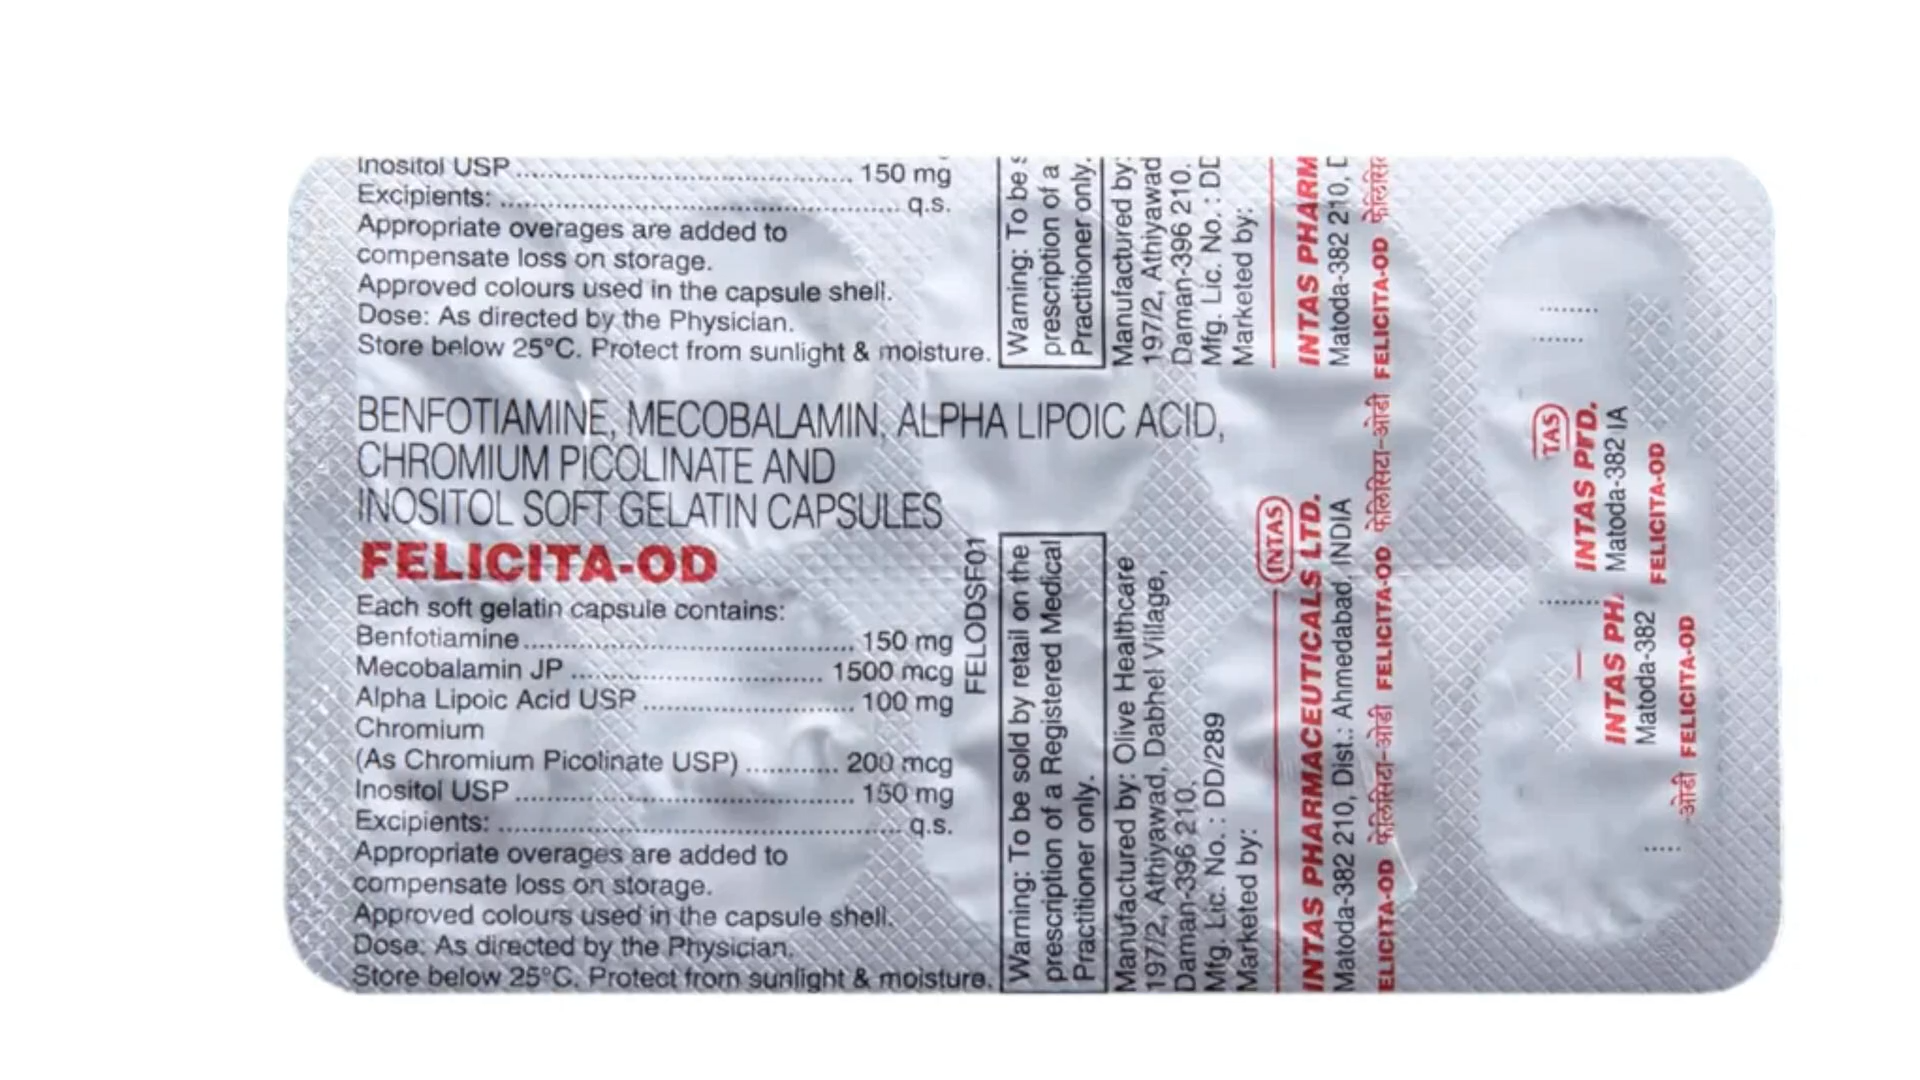 Inositol USP .......... 150 mg
Excipients: .......... q.s.
Appropriate overages are added to
compensate loss on storage.
Approved colours used in the capsule shell.
Dose: As directed by the Physician.
Store below 25°C. Protect from sunlight & moisture.
BENFOTIAMINE, MECOBALAMIN, ALPHA LIPOIC ACID,
CHROMIUM PICOLINATE AND
INOSITOL SOFT GELATIN CAPSULES
FELICITA-OD
Each soft gelatin capsule contains:
Benfotiamine .......... 150 mg
Mecobalamin JP .......... 1500 mcg
Alpha Lipoic Acid USP .......... 100 mg
Chromium
(As Chromium Picolinate USP) .......... 200 mcg
Inositol USP .......... 150 mg
Excipients: .......... q.s.
Appropriate overages are added to
compensate loss on storage.
Approved colours used in the capsule shell.
Dose: As directed by the Physician.
Store below 25°C. Protect from sunlight & moisture.
FELODSF01
Warning: To be s
prescription of a
Practitioner only.
Manufactured by:
197/2, Athiyawad
Daman-396 210.
Mfg. Lic. No. : DD
Marketed by:
INTAS PHARM
Matoda-382 210, D
Warning: To be sold by retail on the
prescription of a Registered Medical
Practitioner only.
Manufactured by: Olive Healthcare
197/2, Athiyawad, Dabhel Village,
Daman-396 210.
Mfg. Lic. No. : DD/289
Marketed by:
INTAS
INTAS PHARMACEUTICALS LTD.
Matoda-382 210, Dist.: Ahmedabad, INDIA
ELICITA-OD फेलिसिटा-ओडी FELICITA-OD फेलिसिटा-ओडी FELICITA-OD फेलिसि
TAS
INTAS PTD.
Matoda-382 IA
FELICITA-OD
INTAS PH
Matoda-382
-ओडी FELICITA-OD